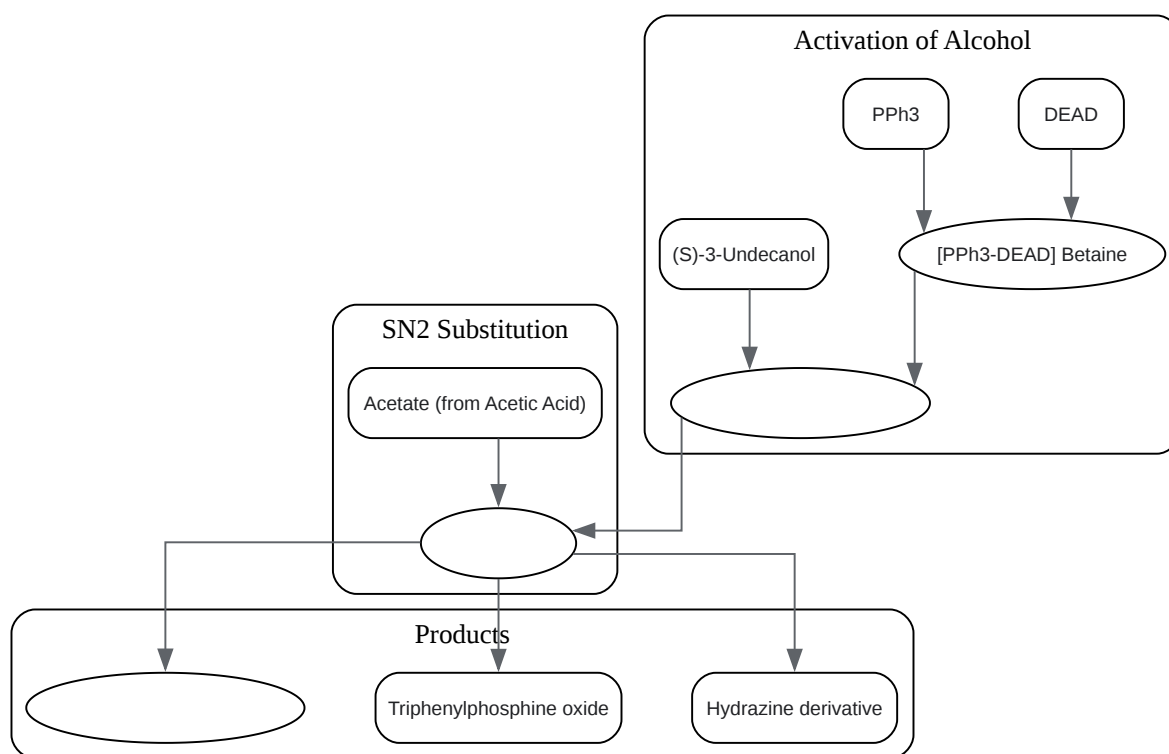 Activation of Alcohol
PPh3
DEAD
(S)-3-Undecanol
[PPh3-DEAD] Betaine
SN2 Substitution
Acetate (from Acetic Acid)
Products
Triphenylphosphine oxide
Hydrazine derivative